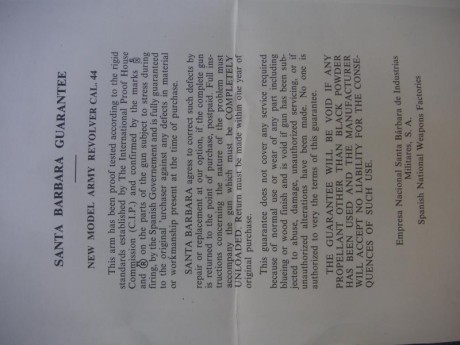 SANTA BARBARA GUARANTEE
NEW MODEL ARMY REVOLVER CAL. 44
This arm has been proof tested according to the rigid
standards established by The International Proof House
Commission (C.I.P.) and confirmed by the marks
and on the parts of the gun subject to stress during
firing, by the Spanish Government and is fully guaranteed
to the original purchaser against any defects in material
or workmanship present at the time of purchase.
SANTA BARBARA agress to correct such defects by
repair or replacement at our option, if the complete gun
is returned to the point of purchase, prepaid. Full ins-
tructions concerning the nature of the problem must
accompany the gun which must be COMPLETELY
UNLOADED. Return must be made within one year of
original purchase.
This guarantee does not cover any service required
because of normal use or wear of any part including
blueing or wood finish and is void if gun has been sub-
jected to abuse, damage, unauthorized servicing, or if
unauthorized alterations have been made. No one is
authorized to very the terms of this guarantee.
THE GUARANTEE WILL BE VOID IF ANY
PROPELLANT OTHER THAN BLACK POWDER
HAS BEEN USED AND THE MANUFACTURER
WILL ACCEPT NO LIABILITY FOR THE CONSE-
QUENCES OF SUCH USE.
Empresa Nacional Santa Bárbara de Industrias
Militares, S. A.
Spanish National Weapons Factories